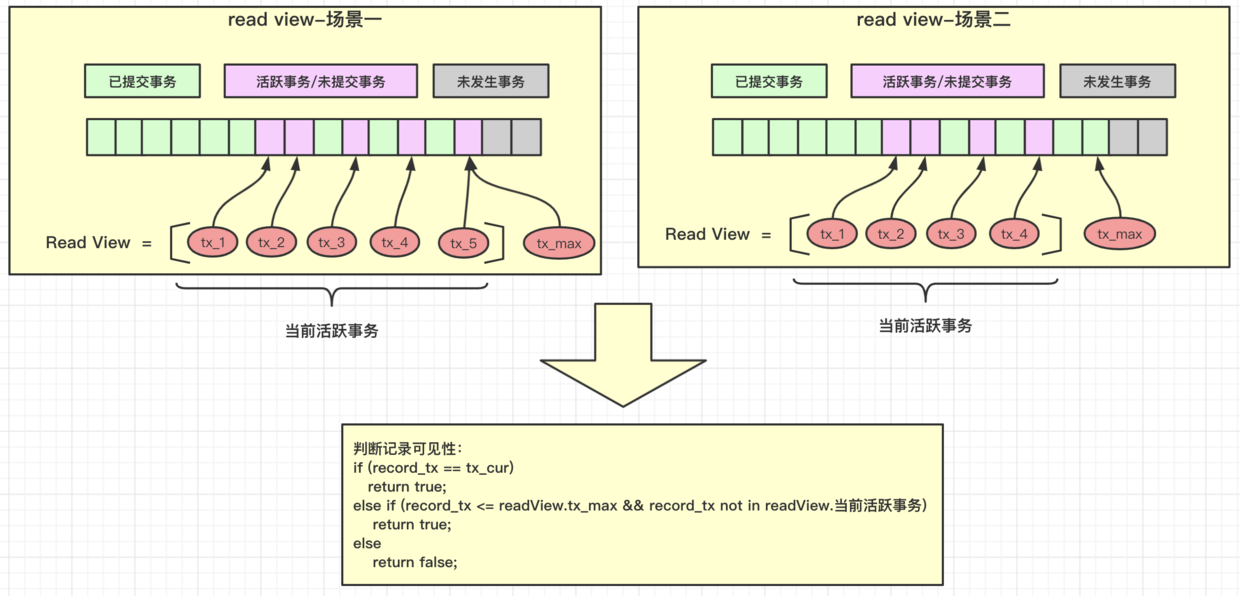 read view-场景一
已提交事务
活跃事务/未提交事务
未发生事务
Read View =
tx_1
tx_2
tx_3
tx_4
tx_5
tx_max
当前活跃事务
read view-场景二
已提交事务
活跃事务/未提交事务
未发生事务
Read View =
tx_1
tx_2
tx_3
tx_4
tx_max
当前活跃事务
判断记录可见性：
if (record_tx == tx_cur)
return true;
else if (record_tx <= readView.tx_max && record_tx not in readView.当前活跃事务)
return true;
else
return false;